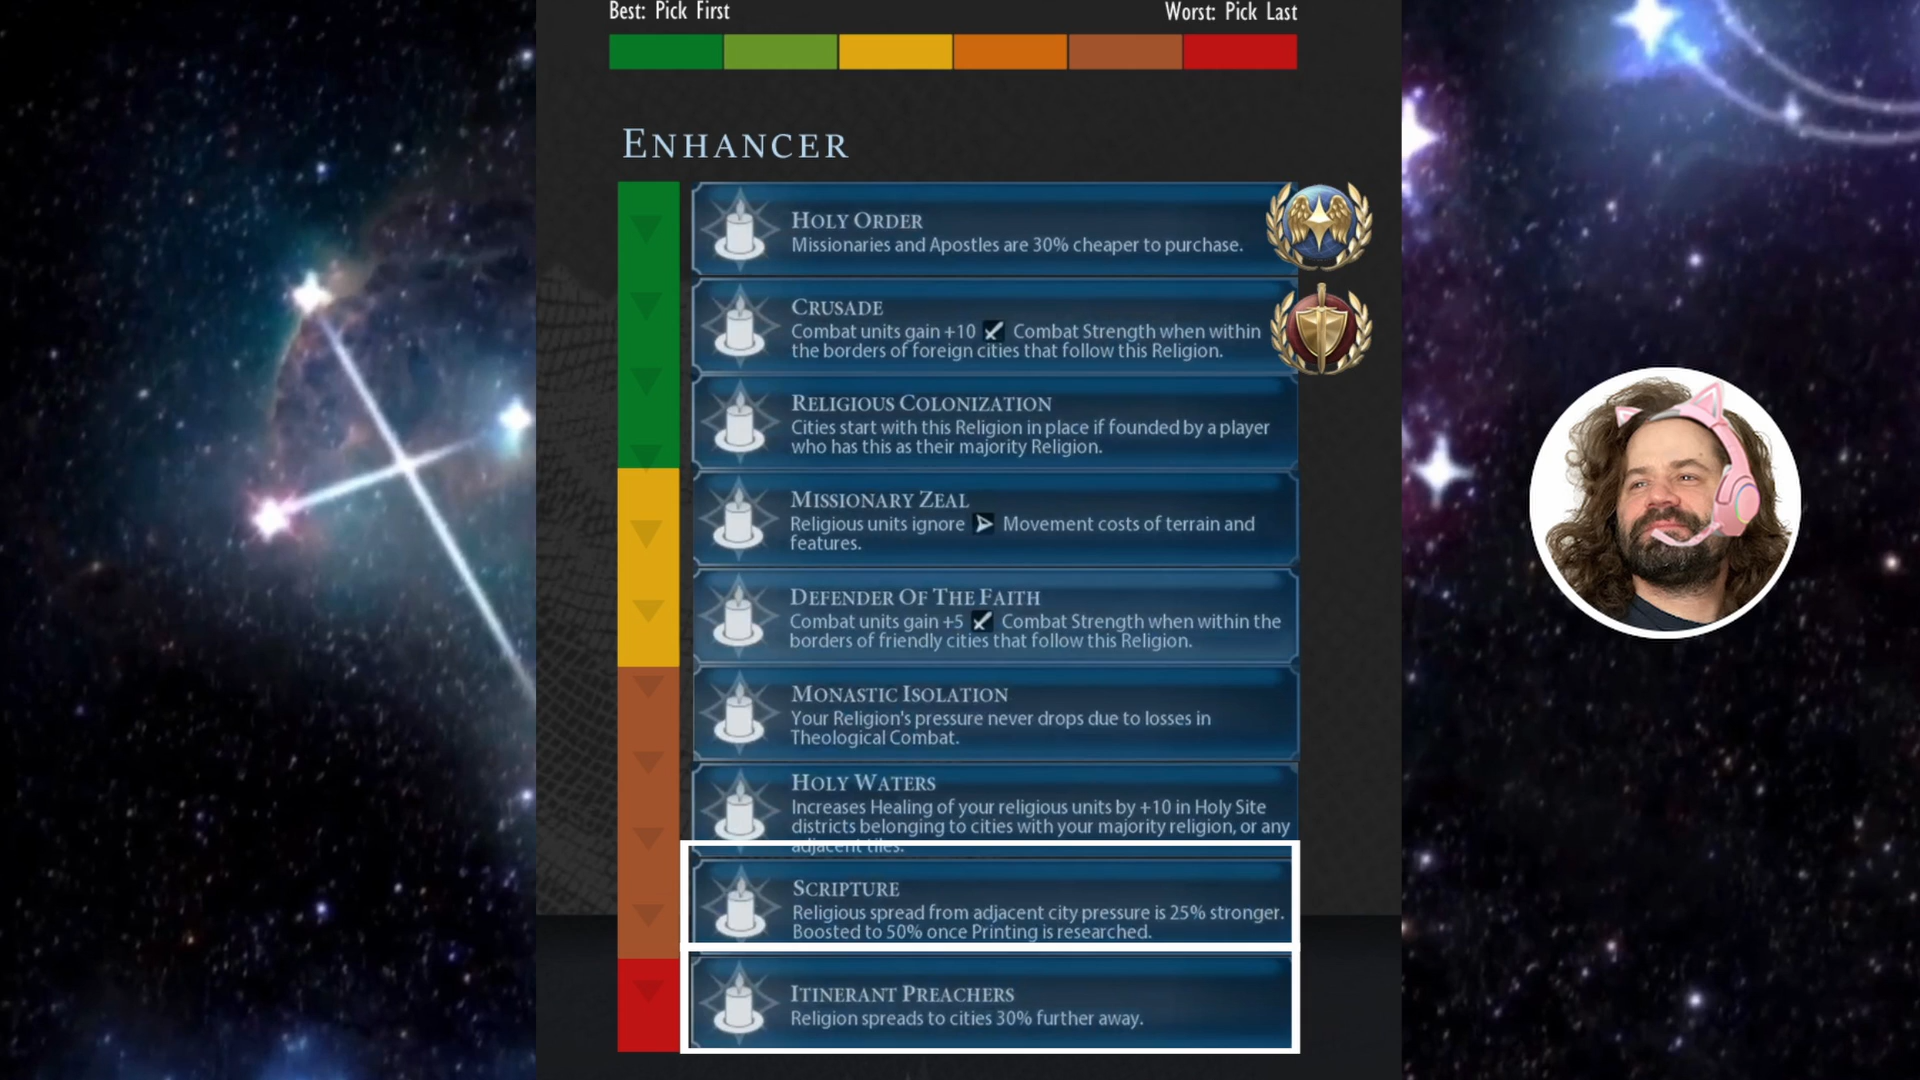 Best: Pick First
Worst: Pick Last
ENHANCER
HOLY ORDER
Missionaries and Apostles are 30% cheaper to purchase.
CRUSADE
Combat units gain +10 Combat Strength when within
the borders of foreign cities that follow this Religion.
RELIGIOUS COLONIZATION
Cities start with this Religion in place if founded by a player
who has this as their majority Religion.
MISSIONARY ZEAL
Religious units ignore Movement costs of terrain and
features.
DEFENDER OF THE FAITH
Combat units gain +5 Combat Strength when within the
borders of friendly cities that follow this Religion.
MONASTIC ISOLATION
Your Religion's pressure never drops due to losses in
Theological Combat.
HOLY WATERS
Increases Healing of your religious units by +10 in Holy Site
districts belonging to cities with your majority religion, or any
adjacent tiles.
SCRIPTURE
Religious spread from adjacent city pressure is 25% stronger.
Boosted to 50% once Printing is researched.
ITINERANT PREACHERS
Religion spreads to cities 30% further away.